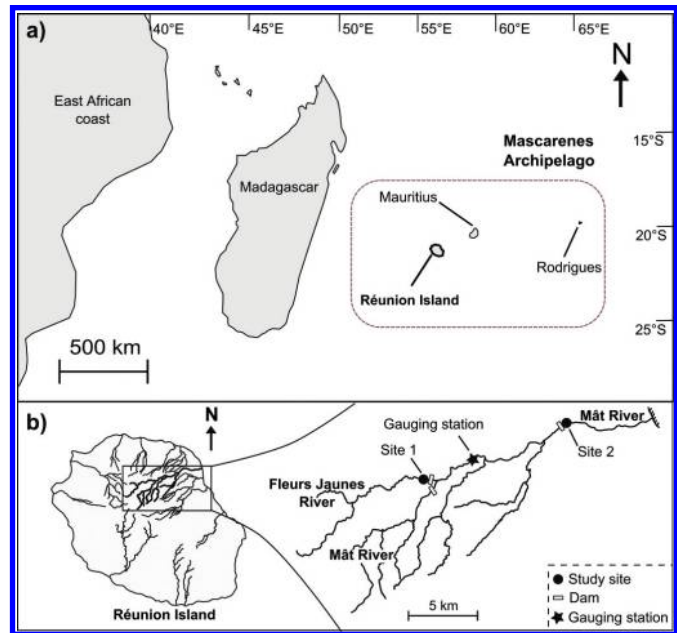 a)
40°E
45°E
50°E
55°E
60°E
65°E
N
East African
coast
Madagascar
15°S
Mascarenes
Archipelago
Mauritius
20°S
Rodrigues
Réunion Island
25°S
500 km
b)
N
Réunion Island
Gauging station
Mât River
Site 1
Site 2
Fleurs Jaunes
River
Mât River
5 km
Study site
Dam
Gauging station